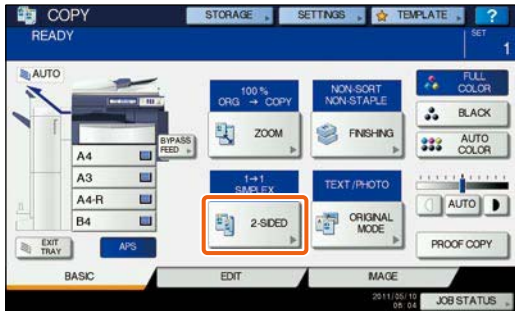 COPY
STORAGE
SETTINGS
TEMPLATE
?
READY
SET
1
AUTO
100 %
ORG → COPY
NON-SORT
NON-STAPLE
FULL
COLOR
ZOOM
FINISHING
BLACK
BYPASS
FEED
AUTO
COLOR
A4
A3
A4-R
B4
1→1
SIMPLEX
TEXT/PHOTO
2-SIDED
ORIGINAL
MODE
AUTO
EXIT
TRAY
APS
PROOF COPY
BASIC
EDIT
IMAGE
2011/05/10
06:04
JOB STATUS